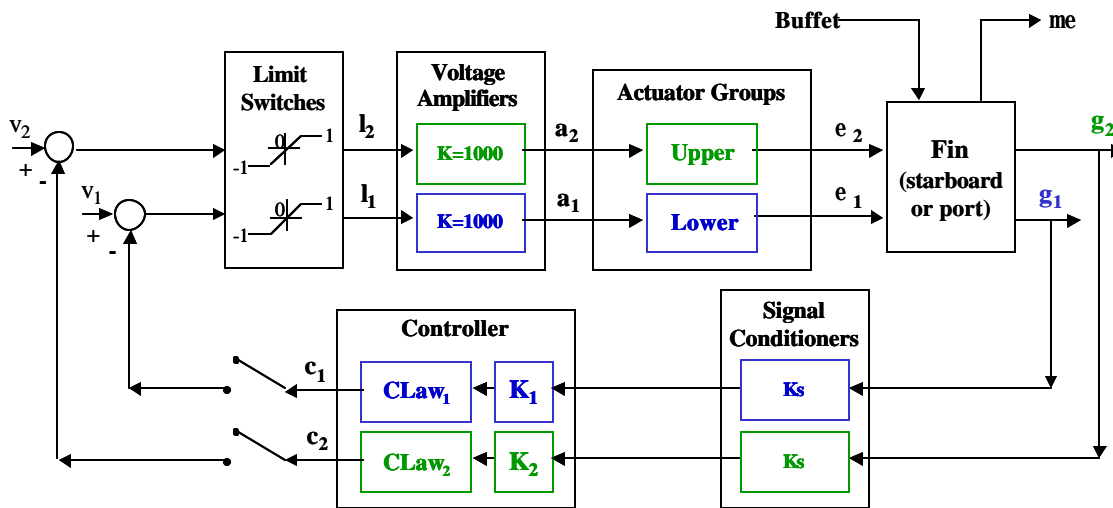 Buffet
me
Limit
Switches
Voltage
Amplifiers
Actuator Groups
v2
+
-
0
1
-1
l2
K=1000
a2
Upper
e 2
Fin
(starboard
or port)
g2
v1
+
-
0
1
-1
l1
K=1000
a1
Lower
e 1
g1
Controller
Signal
Conditioners
c1
CLaw1
K1
Ks
c2
CLaw2
K2
Ks